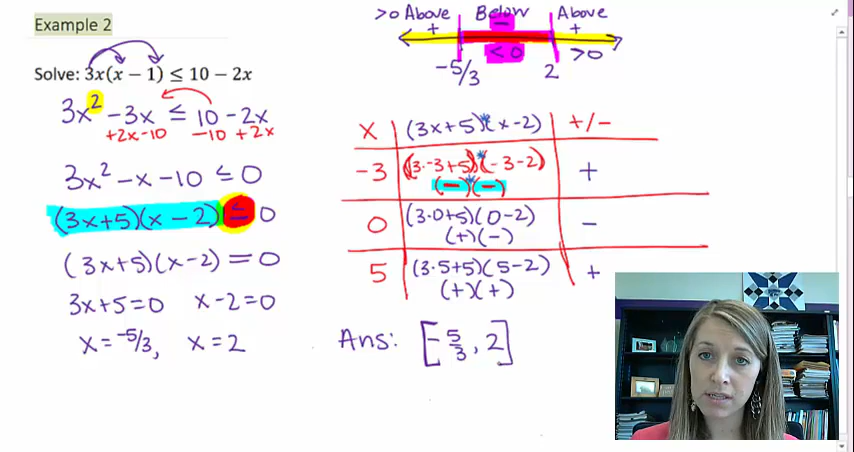 Example 2
Solve: 3x(x − 1) ≤ 10 − 2x
3x² − 3x ≤ 10 − 2x
+2x −10 −10 + 2x
3x² − x − 10 ≤ 0
(3x+5)(x − 2) ≤ 0
(3x+5)(x−2) = 0
3x+5=0 x−2=0
x = −5/3, x = 2
>0 Above Below Above
+ − +
< 0 >0
−5/3 2
x (3x+5)*(x−2) +/−
−3 (3·−3+5)*(−3−2) +
(−)*(−)
0 (3·0+5)(0−2) −
(+)(−)
5 (3·5+5)(5−2) +
(+)(+)
Ans: [−5/3, 2]